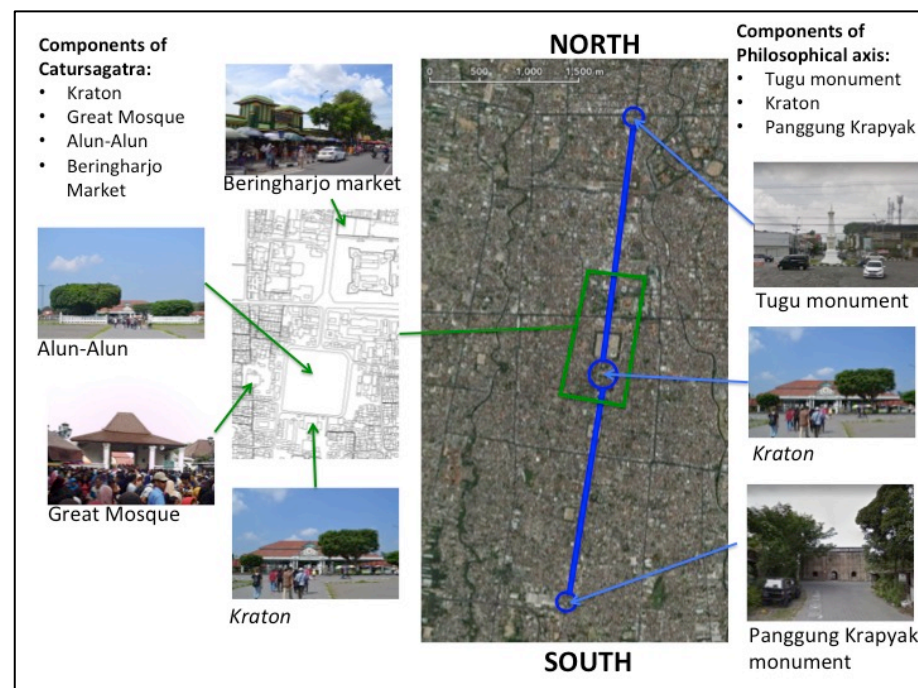 Components of
Catursagatra:
• Kraton
• Great Mosque
• Alun-Alun
• Beringharjo
Market
Beringharjo market
Alun-Alun
Great Mosque
Kraton
NORTH
0 500 1,000 1,500 m
SOUTH
Components of
Philosophical axis:
• Tugu monument
• Kraton
• Panggung Krapyak
Tugu monument
Kraton
Panggung Krapyak
monument